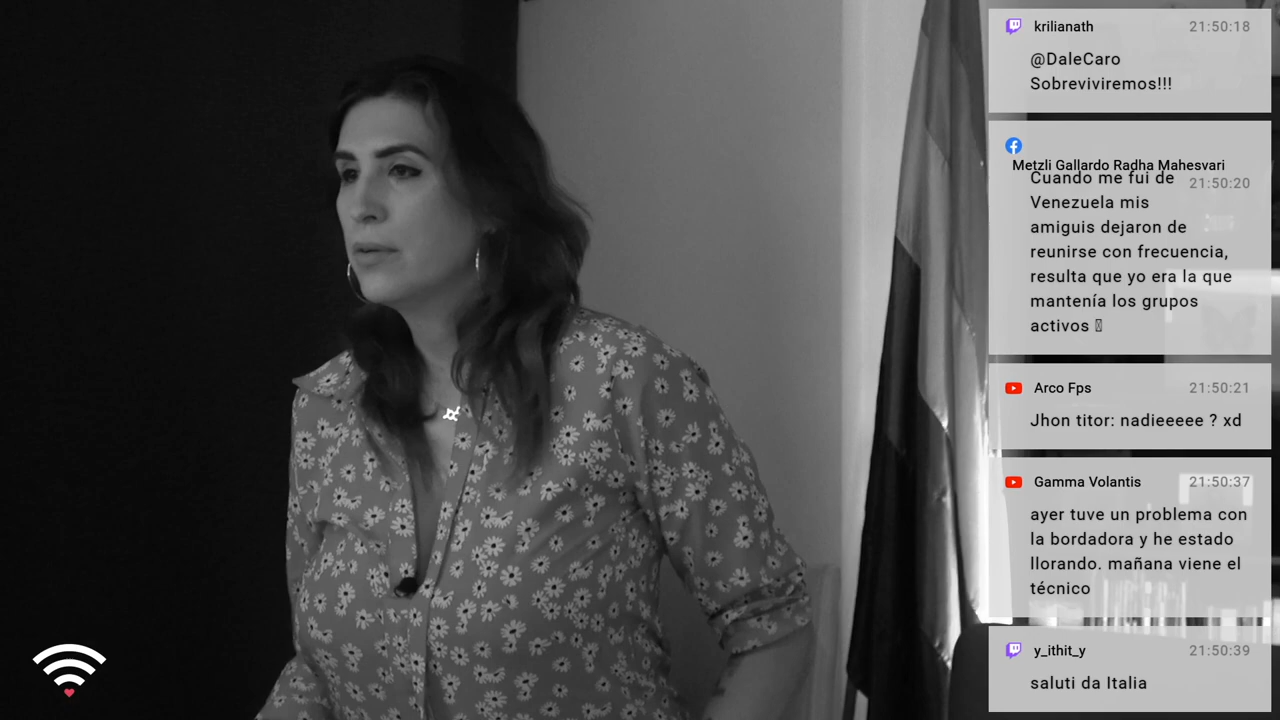 krilianath 21:50:18
@DaleCaro
Sobreviviremos!!!
Metzli Gallardo Radha Mahesvari
Cuando me fui de 21:50:20
Venezuela mis
amiguis dejaron de
reunirse con frecuencia,
resulta que yo era la que
mantenía los grupos
activos
Arco Fps 21:50:21
Jhon titor: nadieeeee ? xd
Gamma Volantis 21:50:37
ayer tuve un problema con
la bordadora y he estado
llorando. mañana viene el
técnico
y_ithit_y 21:50:39
saluti da Italia